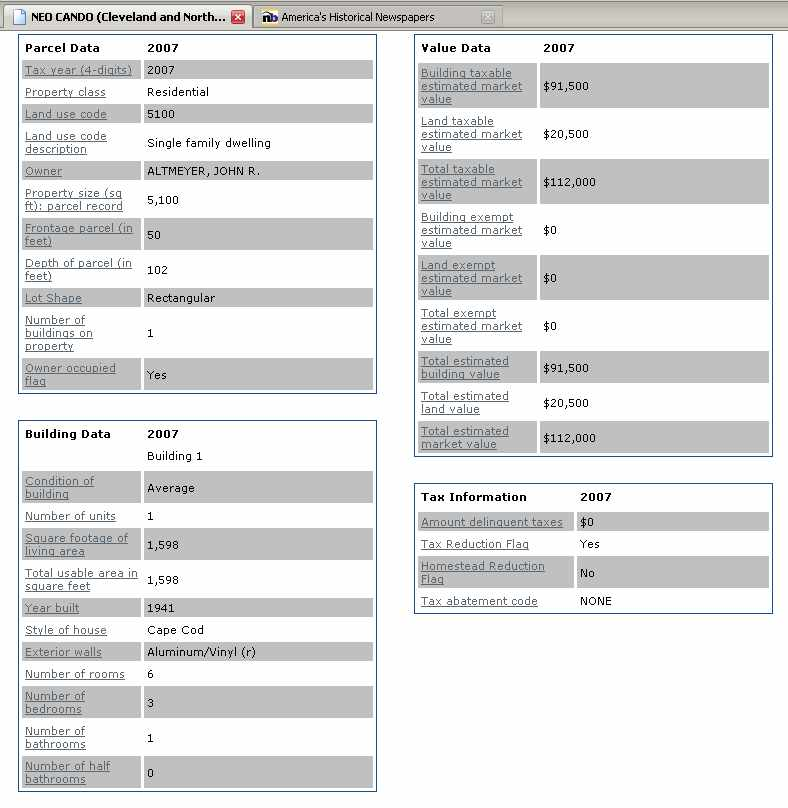 NEO CANDO (Cleveland and North...
America's Historical Newspapers
Parcel Data 2007
Tax year (4-digits) 2007
Property class Residential
Land use code 5100
Land use code
description
Single family dwelling
Owner ALTMEYER, JOHN R.
Property size (sq
ft): parcel record
5,100
Frontage parcel (in
feet)
50
Depth of parcel (in
feet)
102
Lot Shape Rectangular
Number of
buildings on
property
1
Owner occupied
flag
Yes
Building Data 2007
Building 1
Condition of
building
Average
Number of units 1
Square footage of
living area
1,598
Total usable area in
square feet
1,598
Year built 1941
Style of house Cape Cod
Exterior walls Aluminum/Vinyl (r)
Number of rooms 6
Number of
bedrooms
3
Number of
bathrooms
1
Number of half
bathrooms
0
Value Data 2007
Building taxable
estimated market
value
$91,500
Land taxable
estimated market
value
$20,500
Total taxable
estimated market
value
$112,000
Building exempt
estimated market
value
$0
Land exempt
estimated market
value
$0
Total exempt
estimated market
value
$0
Total estimated
building value
$91,500
Total estimated
land value
$20,500
Total estimated
market value
$112,000
Tax Information 2007
Amount delinquent taxes $0
Tax Reduction Flag Yes
Homestead Reduction
Flag
No
Tax abatement code NONE